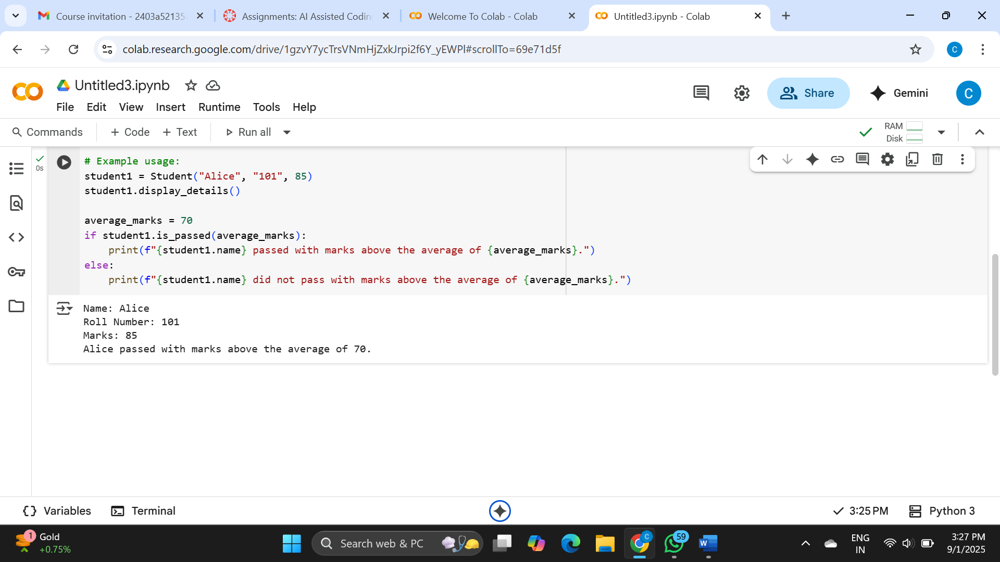 Course invitation - 2403a52135
Assignments: AI Assisted Codin
Welcome To Colab - Colab
Untitled3.ipynb - Colab
colab.research.google.com/drive/1gzvY7ycTrsVNmHjZxkJrpi2f6Y_yEWPl#scrollTo=69e71d5f
C
Untitled3.ipynb
Share
Gemini
C
File Edit View Insert Runtime Tools Help
Commands
+ Code + Text
Run all
RAM
Disk
0s
# Example usage:
student1 = Student("Alice", "101", 85)
student1.display_details()
average_marks = 70
if student1.is_passed(average_marks):
    print(f"{student1.name} passed with marks above the average of {average_marks}.")
else:
    print(f"{student1.name} did not pass with marks above the average of {average_marks}.")
Name: Alice
Roll Number: 101
Marks: 85
Alice passed with marks above the average of 70.
Variables
Terminal
3:25 PM
Python 3
1
Gold
+0.75%
Search web & PC
C
59
W
ENG
IN
3:27 PM
9/1/2025